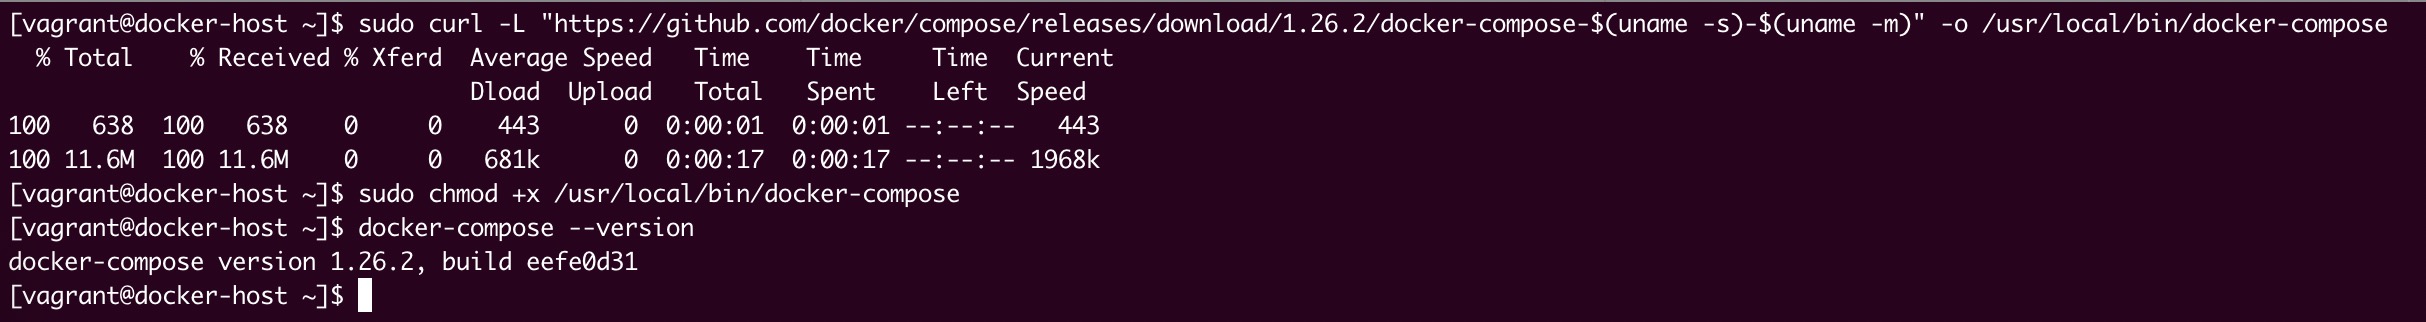 [vagrant@docker-host ~]$ sudo curl -L "https://github.com/docker/compose/releases/download/1.26.2/docker-compose-$(uname -s)-$(uname -m)" -o /usr/local/bin/docker-compose
  % Total    % Received % Xferd  Average Speed   Time    Time     Time  Current
                                 Dload  Upload   Total   Spent    Left  Speed
100   638  100   638    0     0    443      0  0:00:01  0:00:01 --:--:--   443
100 11.6M  100 11.6M    0     0   681k      0  0:00:17  0:00:17 --:--:-- 1968k
[vagrant@docker-host ~]$ sudo chmod +x /usr/local/bin/docker-compose
[vagrant@docker-host ~]$ docker-compose --version
docker-compose version 1.26.2, build eefe0d31
[vagrant@docker-host ~]$